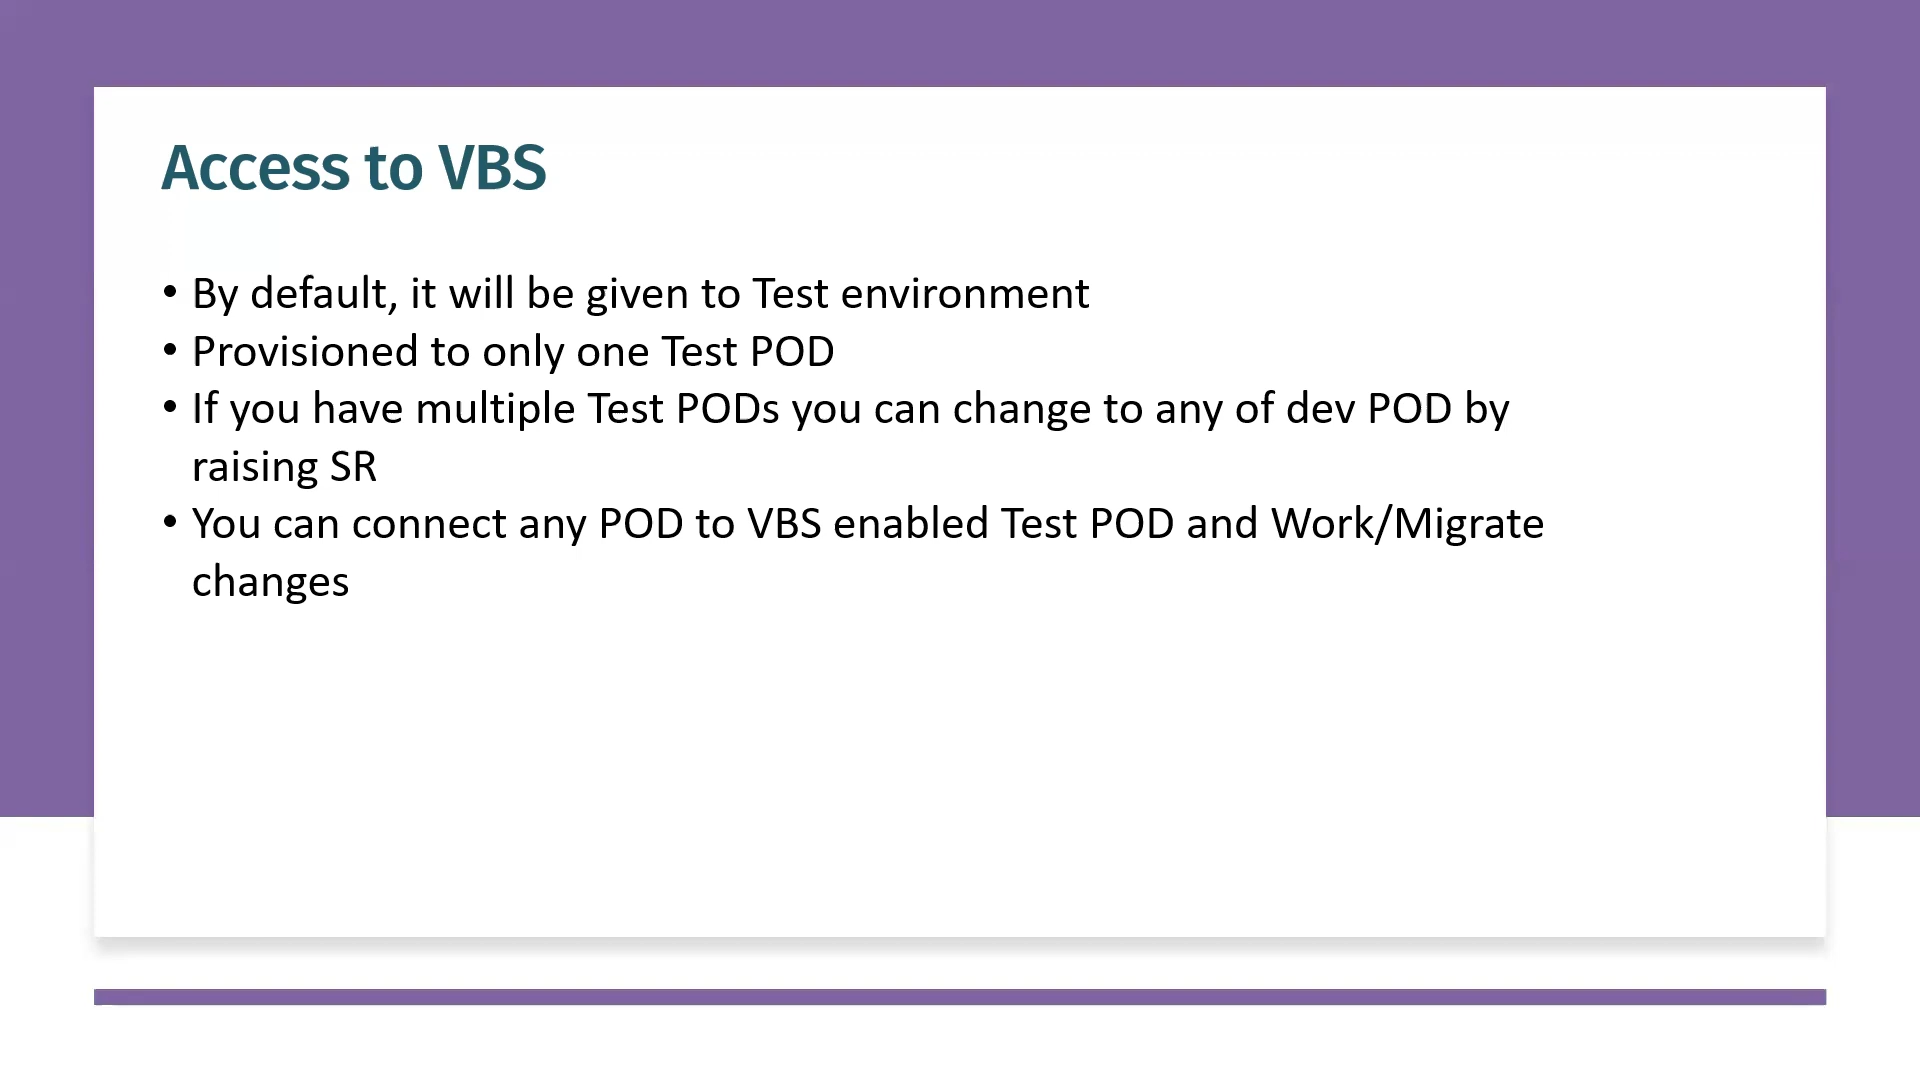 Access to VBS
• By default, it will be given to Test environment
• Provisioned to only one Test POD
• If you have multiple Test PODs you can change to any of dev POD by
raising SR
• You can connect any POD to VBS enabled Test POD and Work/Migrate
changes